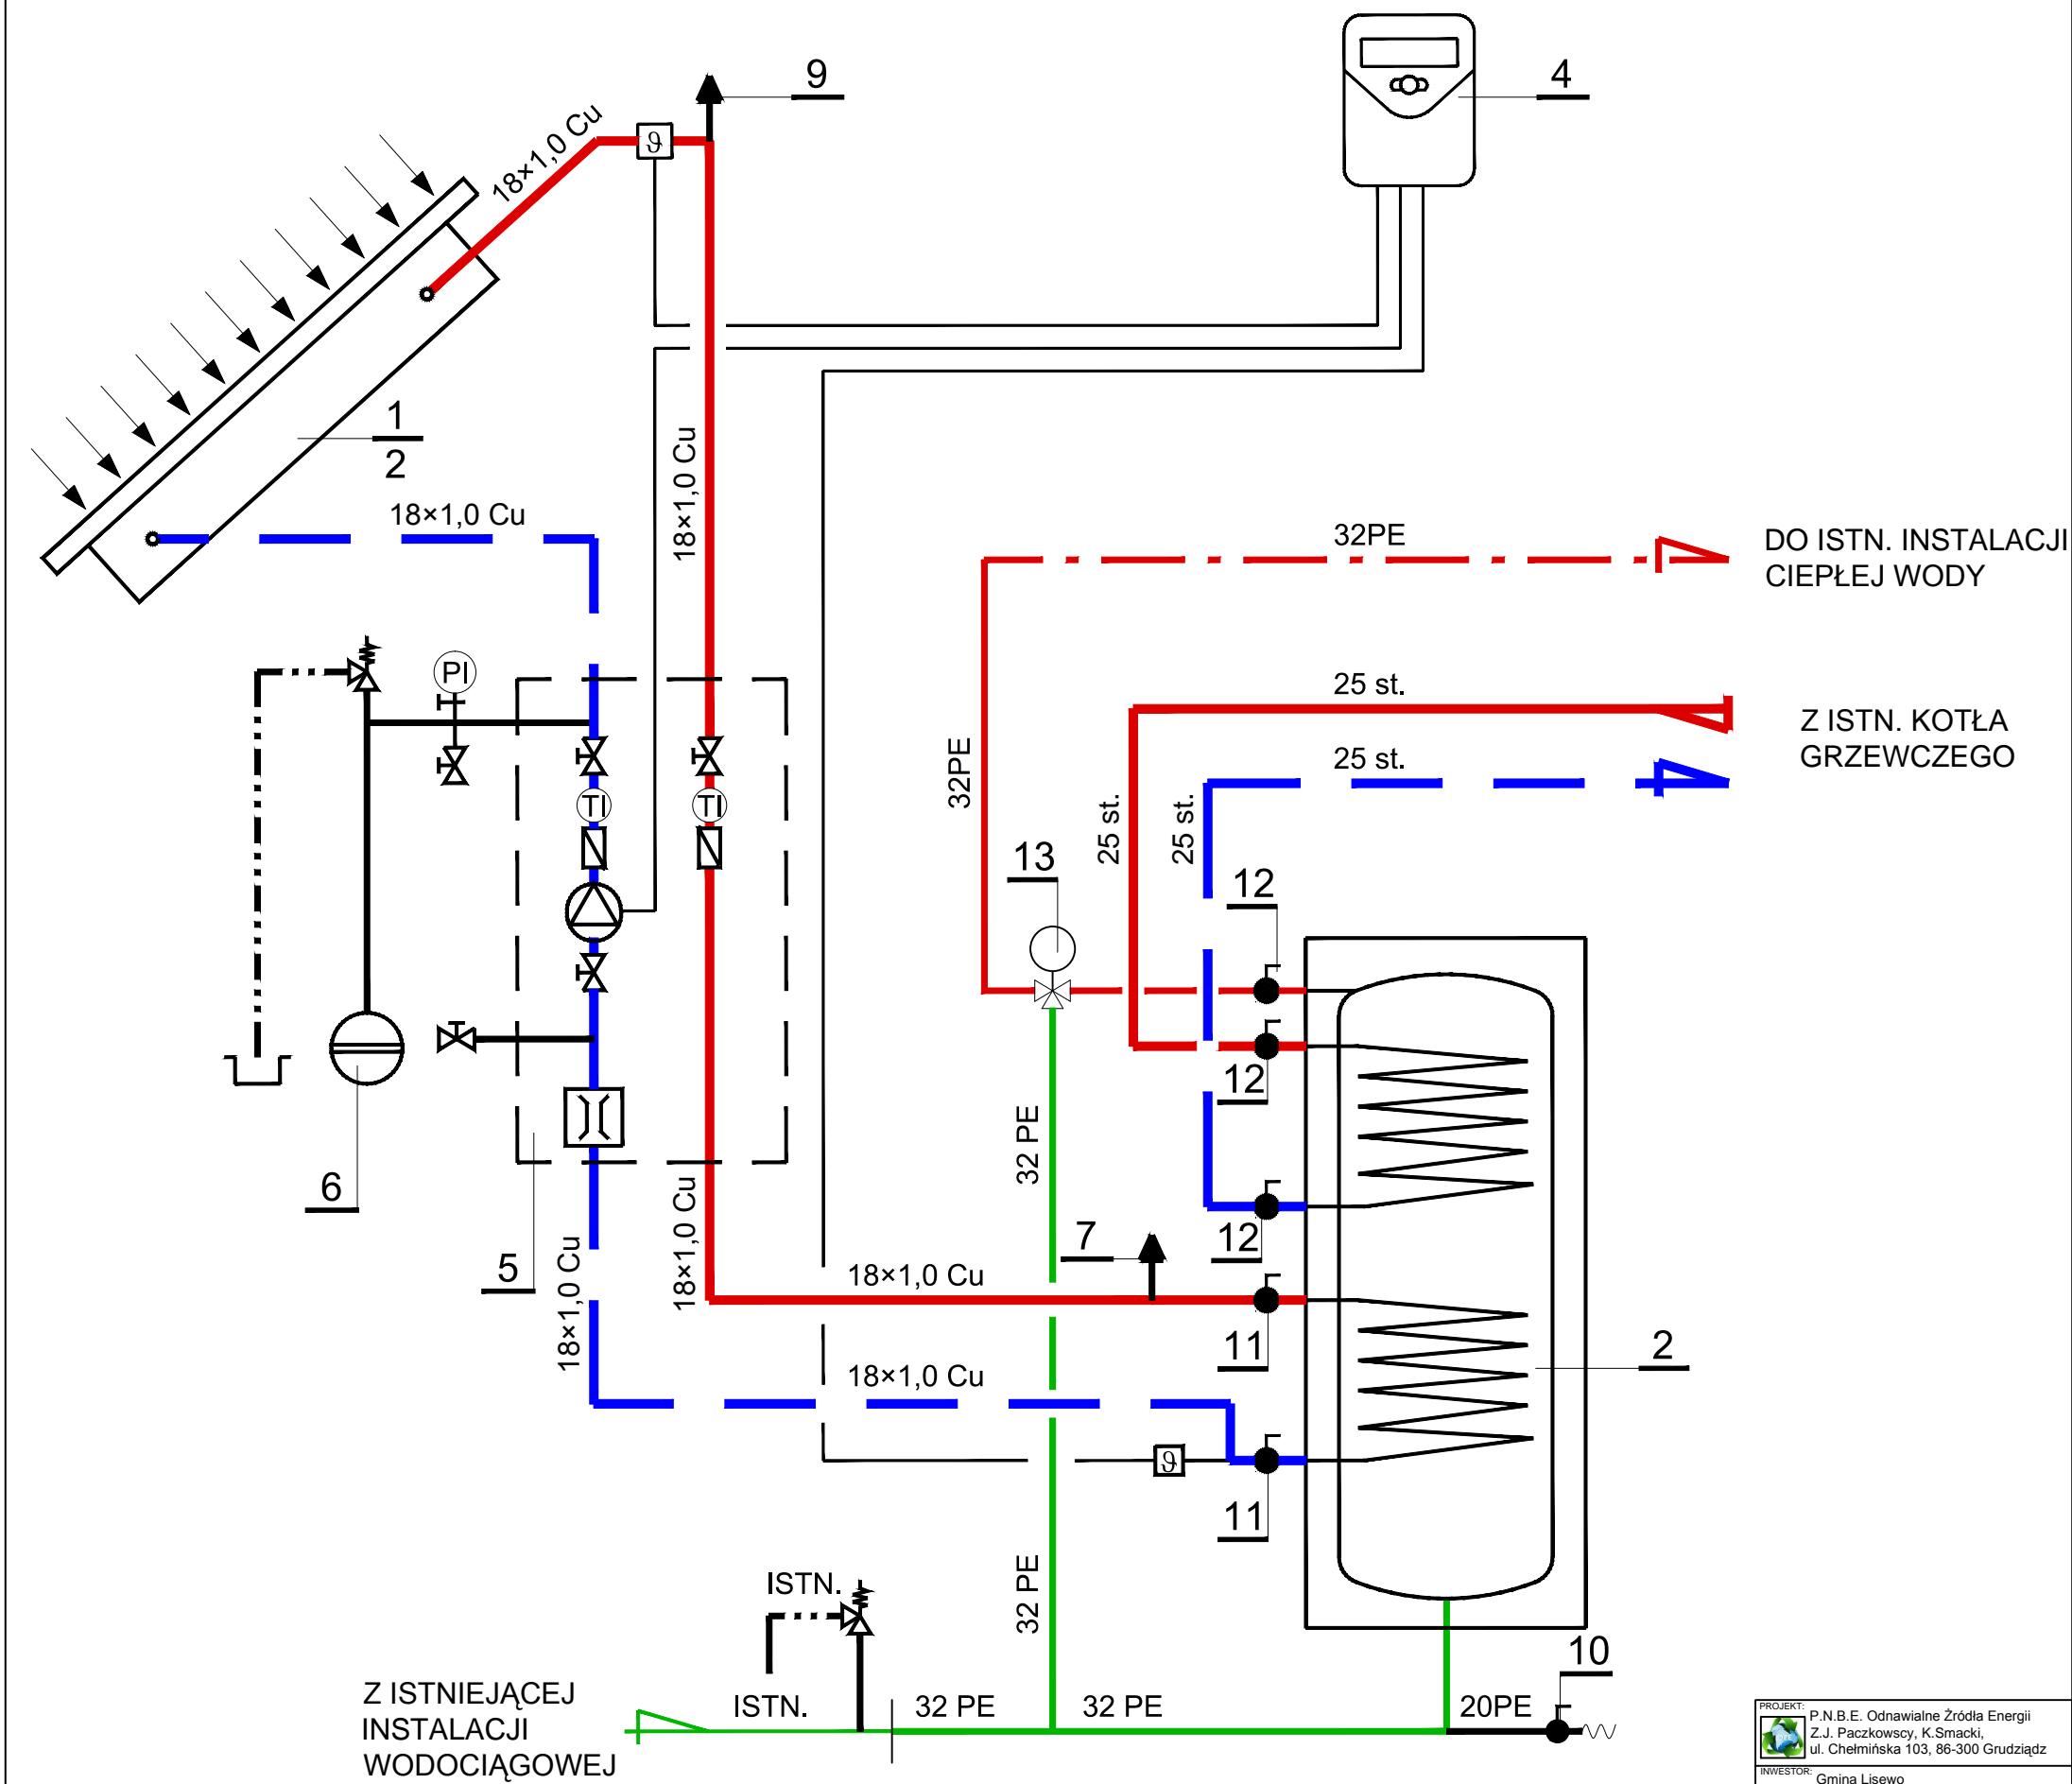 9
4
18×1,0 Cu
ϑ
1
2
18×1,0 Cu
18×1,0 Cu
32PE
DO ISTN. INSTALACJI
CIEPŁEJ WODY
PI
25 st.
Z ISTN. KOTŁA
GRZEWCZEGO
25 st.
32PE
25 st.
25 st.
TI
TI
13
12
12
32 PE
6
5
18×1,0 Cu
18×1,0 Cu
7
12
18×1,0 Cu
11
2
18×1,0 Cu
ϑ
11
32 PE
ISTN.
10
Z ISTNIEJĄCEJ
INSTALACJI
WODOCIĄGOWEJ
ISTN.
32 PE
32 PE
20PE
PROJEKT:
P.N.B.E. Odnawialne Źródła Energii
Z.J. Paczkowscy, K.Smacki,
ul. Chełmińska 103, 86-300 Grudziądz
INWESTOR:
Gmina Lisewo